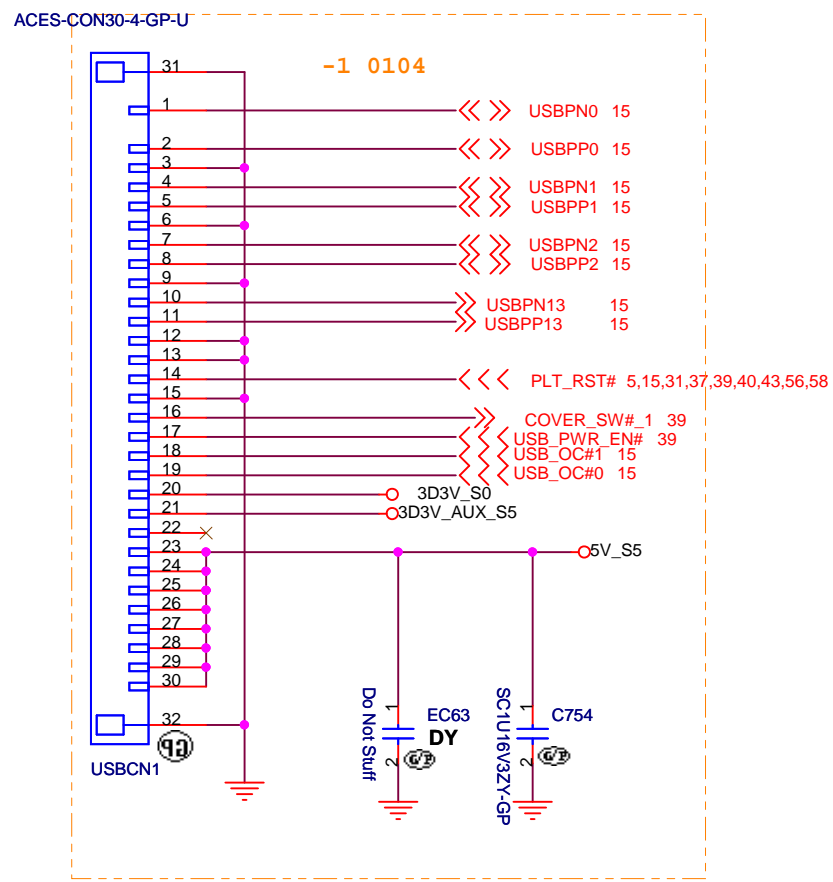 ACES-CON30-4-GP-U
-1 0104
31
1 USBPN0 15
2 USBPP0 15
3
4 USBPN1 15
5 USBPP1 15
6
7 USBPN2 15
8 USBPP2 15
9
10 USBPN13 15
11 USBPP13 15
12
13
14 PLT_RST# 5,15,31,37,39,40,43,56,58
15
16 COVER_SW#_1 39
17 USB_PWR_EN# 39
18 USB_OC#1 15
19 USB_OC#0 15
20 3D3V_S0
21 3D3V_AUX_S5
22
23 5V_S5
24
25
26
27
28
29
30
32
USBCN1
Do Not Stuff
1
EC63
DY
2
SC1U16V3ZY-GP
1
C754
2